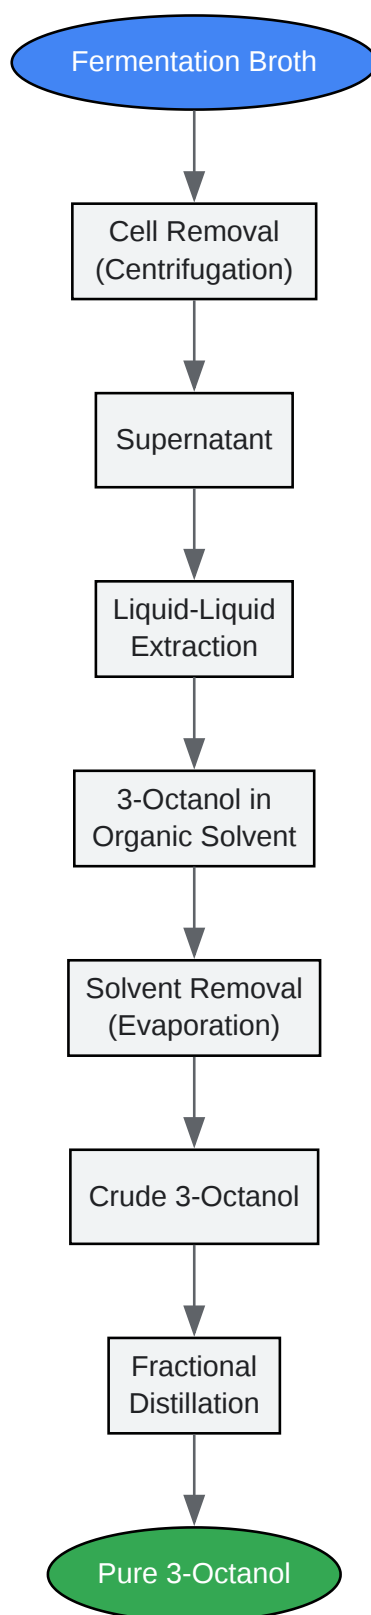 Fermentation Broth
Cell Removal
(Centrifugation)
Supernatant
Liquid-Liquid
Extraction
3-Octanol in
Organic Solvent
Solvent Removal
(Evaporation)
Crude 3-Octanol
Fractional
Distillation
Pure 3-Octanol